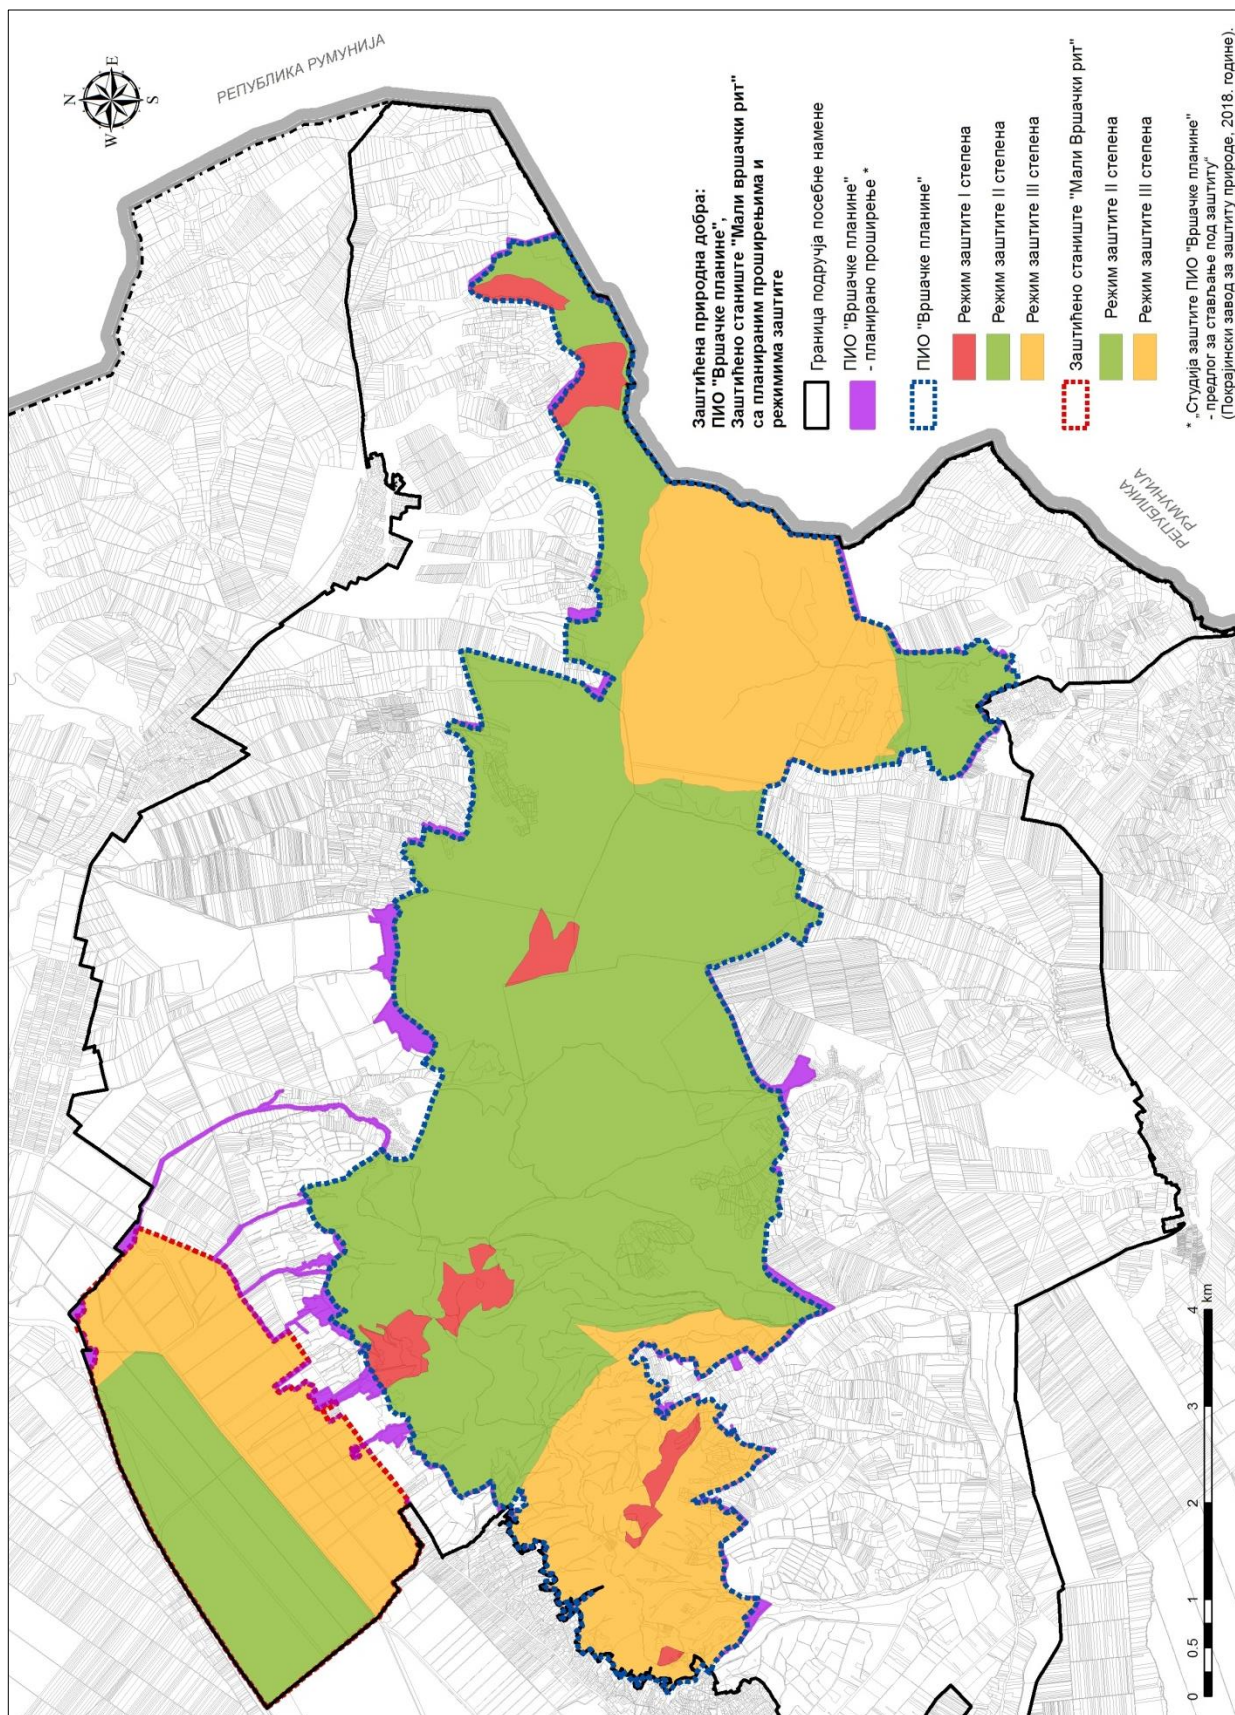 N
E
S
W
РЕПУБЛИКА РУМУНИЈА
Заштићена природна добра:
ПИО "Вршачке планине",
Заштићено станиште "Мали вршачки рит"
са планираним проширењима и
режимима заштите
Граница подручја посебне намене
ПИО "Вршачке планине"
- планирано проширење *
ПИО "Вршачке планине"
Режим заштите I степена
Режим заштите II степена
Режим заштите III степена
Заштићено станиште "Мали Вршачки рит"
Режим заштите II степена
Режим заштите III степена
* „Студија заштите ПИО "Вршачке планине"
- предлог за стављање под заштиту"
(Покрајински завод за заштиту природе, 2018. године).
РЕПУБЛИКА
РУМУНИЈА
0 0.5 1 2 3 4
km